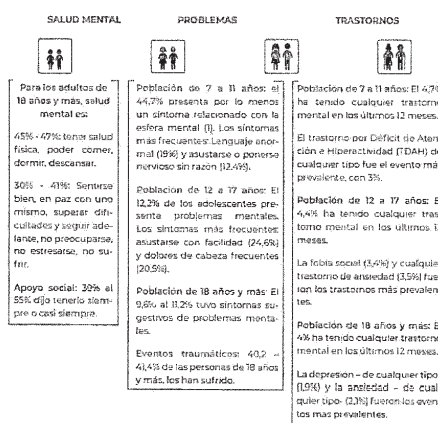 SALUD MENTAL
PROBLEMAS
TRASTORNOS
Para los adultos de
18 años y más, salud
mental es:
45% - 47%: tener salud
física, poder comer,
dormir, descansar.
30% - 41%: Sentirse
bien, en paz con uno
mismo, superar difi-
cultades y seguir ade-
lante, no preocuparse,
no estresarse, no su-
frir.
Apoyo social: 39% al
55% dijo tenerlo siem-
pre o casi siempre.
Población de 7 a 11 años: el
44,7% presenta por lo menos
un síntoma relacionado con la
esfera mental (1). Los síntomas
más frecuentes: Lenguaje anor-
mal (19%) y asustarse o ponerse
nervioso sin razón (12,4%).
Población de 12 a 17 años: El
12,2% de los adolescentes pre-
senta problemas mentales.
Los síntomas más frecuentes:
asustarse con facilidad (24,6%)
y dolores de cabeza frecuentes
(20,5%).
Población de 18 años y más: El
9,6% al 11,2% tuvo síntomas su-
gestivos de problemas menta-
les.
Eventos traumáticos: 40,2 -
41,4% de las personas de 18 años
y más, los han sufrido.
Población de 7 a 11 años: El 4,7%
ha tenido cualquier trastorno
mental en los últimos 12 meses.
El trastorno por Déficit de Aten-
ción e Hiperactividad (TDAH) de
cualquier tipo fue el evento más
prevalente, con 3%.
Población de 12 a 17 años: E
4,4% ha tenido cualquier tras-
torno mental en los últimos 12
meses.
La fobia social (3,4%) y cualquier
trastorno de ansiedad (3,5%) fue-
ron los trastornos más prevalen-
tes.
Población de 18 años y más: E
4% ha tenido cualquier trastorno
mental en los últimos 12 meses.
La depresión - de cualquier tipo
(1,9%) y la ansiedad - de cual-
quier tipo- (2,1%) fueron los even-
tos mas prevalentes.